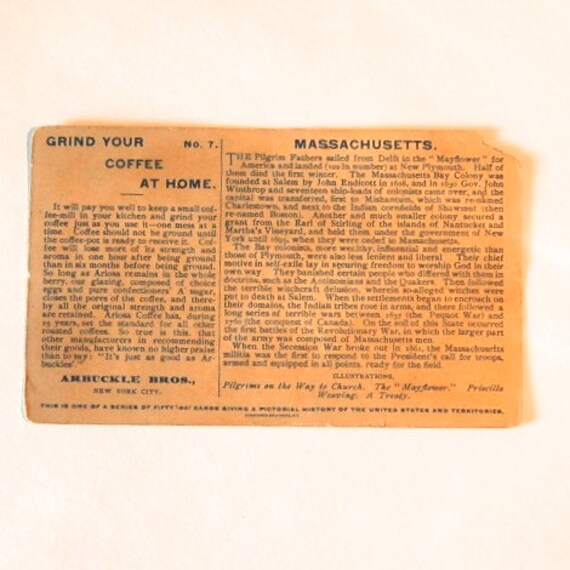 GRIND YOUR No. 7.
COFFEE
AT HOME.
It will pay you well to keep a small cof-
fee-mill in your kitchen and grind your
coffee just as you use it—one mess at a
time. Coffee should not be ground until
the coffee-pot is ready to receive it. Cof-
fee will lose more of its strength and
aroma in one hour after being ground
than in six months before being ground.
So long as Ariosa remains in the whole
berry, our glazing, composed of choice
eggs and pure confectioners' A sugar,
closes the pores of the coffee, and there-
by all the original strength and aroma
are retained. Ariosa Coffee has, during
25 years, set the standard for all other
roasted coffees. So true is this, that
other manufacturers in recommending
their goods, have known no higher praise
than to say: "It's just as good as Ar-
buckles'."
ARBUCKLE BROS.,
NEW YORK CITY.
MASSACHUSETTS.
THE Pilgrim Fathers sailed from Delft in the "Mayflower" for
America and landed (102 in number) at New Plymouth. Half of
them died the first winter. The Massachusetts Bay Colony was
founded at Salem by John Endicott in 1628, and in 1630 Gov. John
Winthrop and seventeen ship-loads of colonists came over, and the
capital was transferred, first to Mishantum, which was re-named
Charlestown, and next to the Indian cornfields of Shawmut (then
re-named Boston). Another and much smaller colony secured a
grant from the Earl of Stirling of the islands of Nantucket and
Martha's Vineyard, and held them under the government of New
York until 1695, when they were ceded to Massachusetts.
The Bay colonists, more wealthy, influential and energetic than
those of Plymouth, were also less lenient and liberal. Their chief
motive in self-exile lay in securing freedom to worship God in their
own way. They banished certain people who differed with them in
doctrine, such as the Antinomians and the Quakers. Then followed
the terrible witchcraft delusion, wherein so-alleged witches were
put to death at Salem. When the settlements began to encroach on
their domains, the Indian tribes rose in arms, and there followed a
long series of terrible wars between 1637 (the Pequot War) and
1760 (the conquest of Canada). On the soil of this State occurred
the first battles of the Revolutionary War, in which the larger part
of the army was composed of Massachusetts men.
When the Secession War broke out in 1861, the Massachusetts
militia was the first to respond to the President's call for troops,
armed and equipped in all points, ready for the field.
ILLUSTRATIONS.
Pilgrims on the Way to Church. The "Mayflower." Priscilla
Weaving. A Treaty.
THIS IS ONE OF A SERIES OF FIFTY (50) CARDS GIVING A PICTORIAL HISTORY OF THE UNITED STATES AND TERRITORIES.